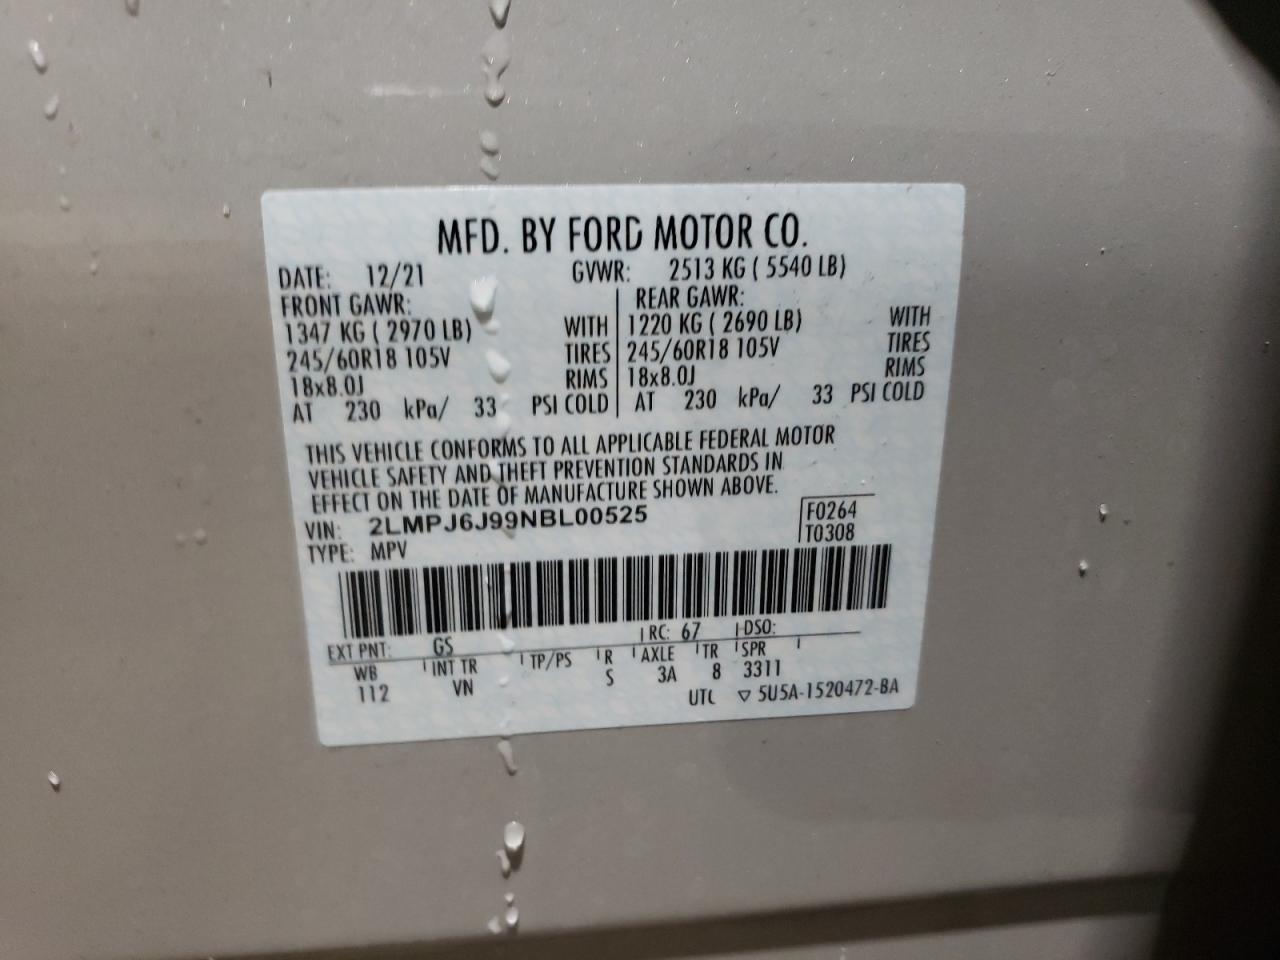 MFD. BY FORD MOTOR CO.
DATE: 12/21 GVWR: 2513 KG ( 5540 LB)
FRONT GAWR: REAR GAWR:
1347 KG ( 2970 LB) WITH 1220 KG ( 2690 LB) WITH
245/60R18 105V TIRES 245/60R18 105V TIRES
18x8.0J RIMS 18x8.0J RIMS
AT 230 kPa/ 33 PSI COLD AT 230 kPa/ 33 PSI COLD
THIS VEHICLE CONFORMS TO ALL APPLICABLE FEDERAL MOTOR
VEHICLE SAFETY AND THEFT PREVENTION STANDARDS IN
EFFECT ON THE DATE OF MANUFACTURE SHOWN ABOVE.
VIN: 2LMPJ6J99NBL00525 F0264
TYPE: MPV T0308
EXT PNT: GS RC: 67 DSO:
WB INT TR TP/PS R AXLE TR SPR
112 VN S 3A 8 3311
UTC ▽ 5U5A-1520472-BA